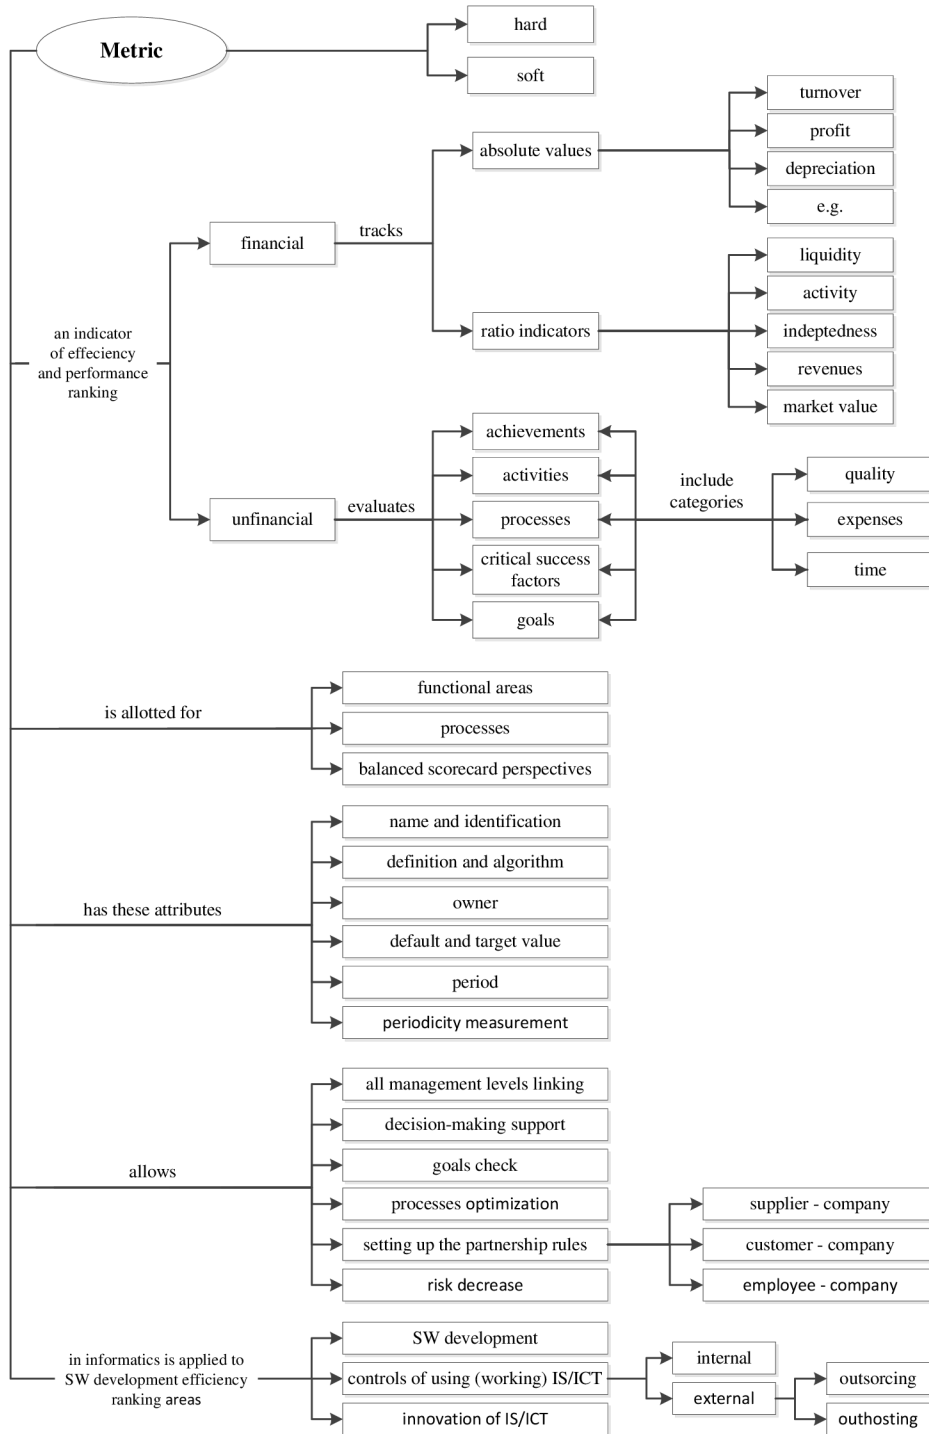 Metric
hard
soft
turnover
profit
absolute values
depreciation
e.g.
financial
tracks
liquidity
activity
ratio indicators
indeptedness
revenues
market value
an indicator
of effeciency
and performance
ranking
achievements
activities
unfinancial
evaluates
processes
critical success
factors
goals
include
categories
quality
expenses
time
is allotted for
functional areas
processes
balanced scorecard perspectives
has these attributes
name and identification
definition and algorithm
owner
default and target value
period
periodicity measurement
allows
all management levels linking
decision-making support
goals check
processes optimization
setting up the partnership rules
risk decrease
supplier - company
customer - company
employee - company
in informatics is applied to
SW development efficiency
ranking areas
SW development
controls of using (working) IS/ICT
innovation of IS/ICT
internal
external
outsorcing
outhosting